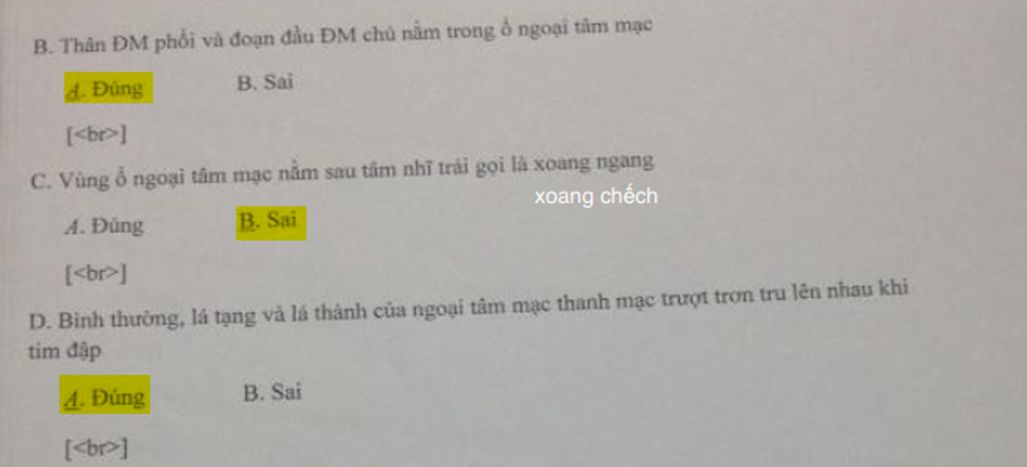 B. Thân ĐM phổi và đoạn đầu ĐM chủ nằm trong ổ ngoại tâm mạc
A. Đúng B. Sai
[<br>]
C. Vùng ổ ngoại tâm mạc nằm sau tâm nhĩ trái gọi là xoang ngang
xoang chếch
A. Đúng B. Sai
[<br>]
D. Bình thường, lá tạng và lá thành của ngoại tâm mạc thanh mạc trượt trơn tru lên nhau khi
tim đập
A. Đúng B. Sai
[<br>]